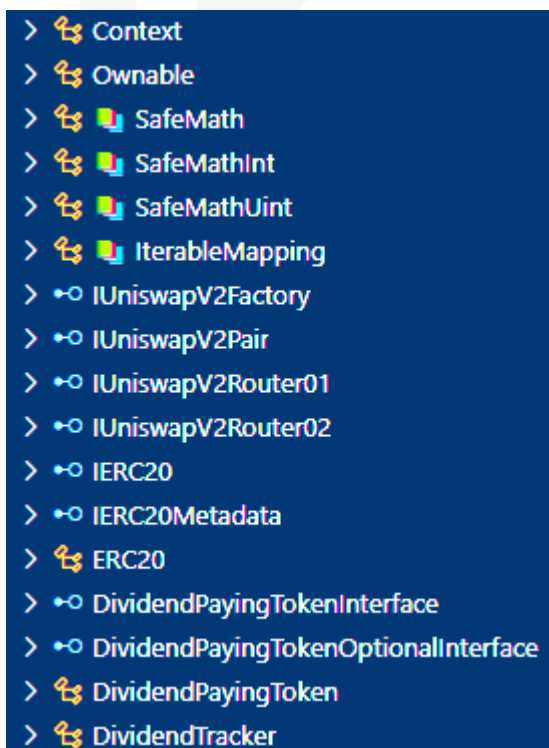 Context
Ownable
SafeMath
SafeMathInt
SafeMathUint
IterableMapping
IUniswapV2Factory
IUniswapV2Pair
IUniswapV2Router01
IUniswapV2Router02
IERC20
IERC20Metadata
ERC20
DividendPayingTokenInterface
DividendPayingTokenOptionalInterface
DividendPayingToken
DividendTracker